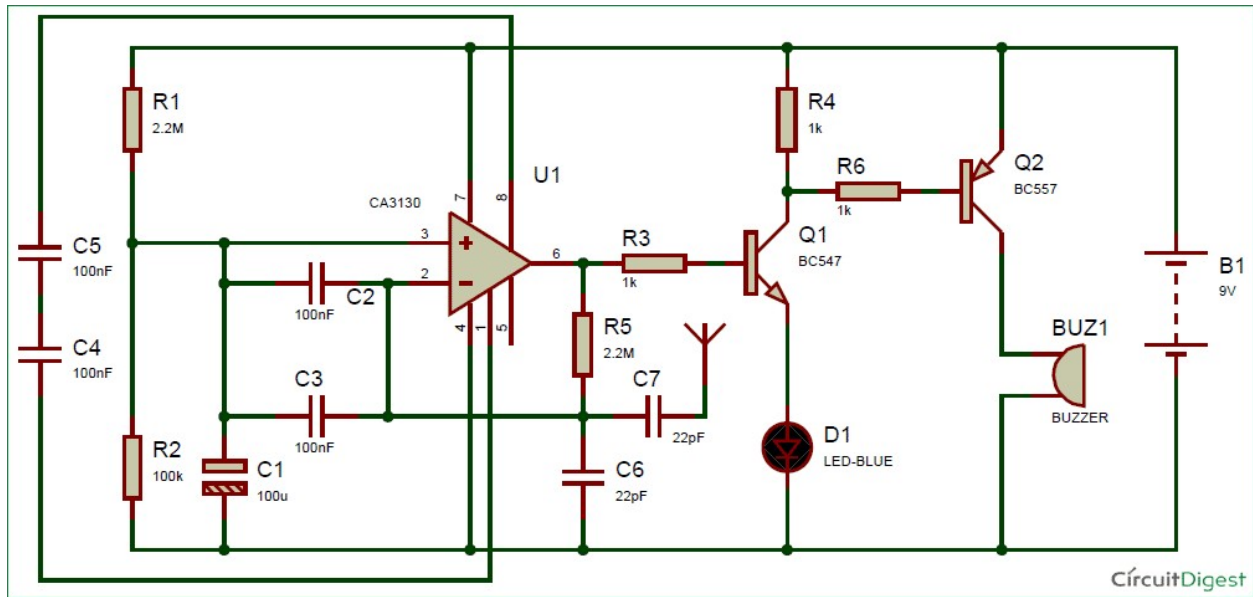 R1
2.2M
C5
100nF
C4
100nF
R2
100k
C1
100u
C2
100nF
C3
100nF
U1
CA3130
7
8
3
2
6
4
1
5
+
−
R3
1k
R5
2.2M
C7
22pF
C6
22pF
R4
1k
R6
1k
Q1
BC547
Q2
BC557
D1
LED-BLUE
B1
9V
BUZ1
BUZZER
CírcuitDigest